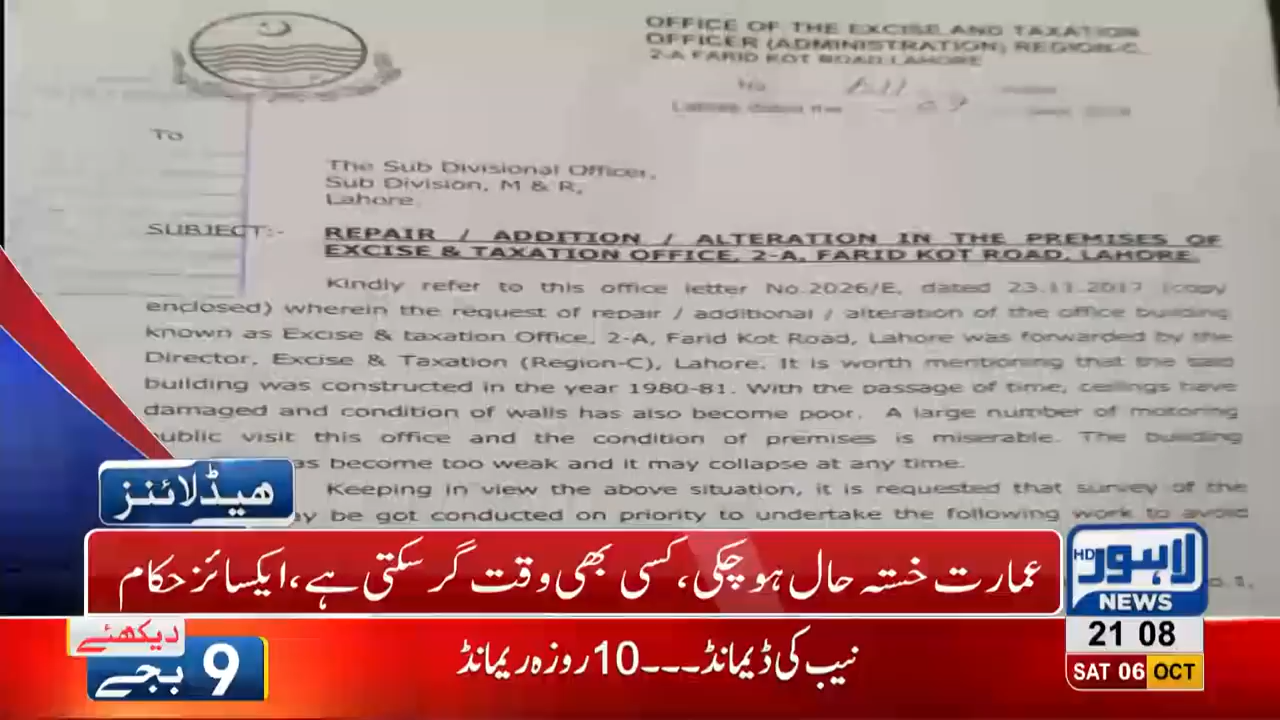 OFFICE OF THE EXCISE AND TAXATION
OFFICER (ADMINISTRATION) REGION-C
2-A FARID KOT ROAD LAHORE
No
Lahore dated the
To
The Sub Divisional Officer,
Sub Division, M & R,
Lahore.
SUBJECT:- REPAIR / ADDITION / ALTERATION IN THE PREMISES OF
EXCISE & TAXATION OFFICE, 2-A, FARID KOT ROAD, LAHORE.
Kindly refer to this office letter No.2026/E, dated 23.11.2017 (copy
enclosed) wherein the request of repair / additional / alteration of the office building
known as Excise & taxation Office, 2-A, Farid Kot Road, Lahore was forwarded by the
Director, Excise & Taxation (Region-C), Lahore. It is worth mentioning that the said
building was constructed in the year 1980-81. With the passage of time, ceilings have
damaged and condition of walls has also become poor. A large number of motoring
public visit this office and the condition of premises is miserable. The building
as become too weak and it may collapse at any time.
Keeping in view the above situation, it is requested that survey of the
ay be got conducted on priority to undertake the following work to avoid
ھیڈلائنز
عمارت خستہ حال ہو چکی، کسی بھی وقت گر سکتی ہے، ایکسائز حکام
لاہور HD
NEWS
21 08
SAT 06 OCT
دیکھئے
9 بجے
نیب کی ڈیمانڈ۔۔۔10 روزہ ریمانڈ